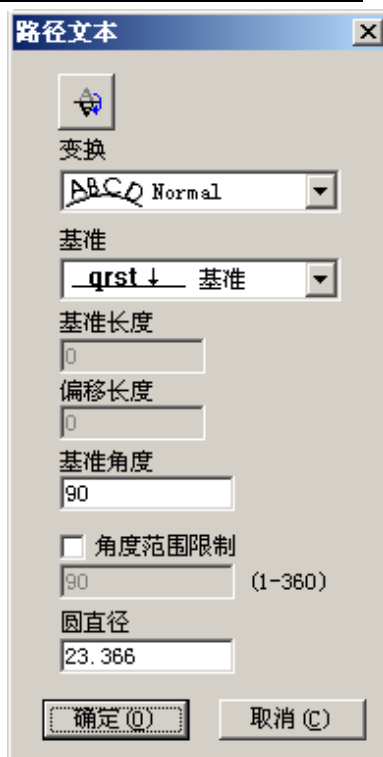 路径文本
变换
ABCD Normal
基准
qrst↓ 基准
基准长度
0
偏移长度
0
基准角度
90
角度范围限制
90 (1-360)
圆直径
23.366
确定(O) 取消(C)